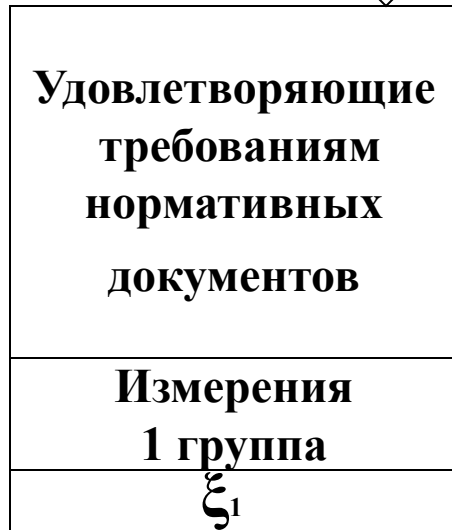 Удовлетворяющие
требованиям
нормативных
документов
Измерения
1 группа
ξ₁